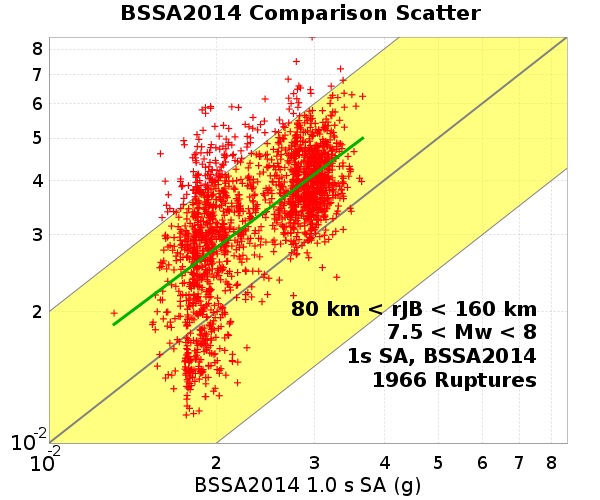 BSSA2014 Comparison Scatter
8
7
6
5
4
3
2
10-2
10-2
2 3 4 5 6 7 8
BSSA2014 1.0 s SA (g)
80 km < rJB < 160 km
7.5 < Mw < 8
1s SA, BSSA2014
1966 Ruptures